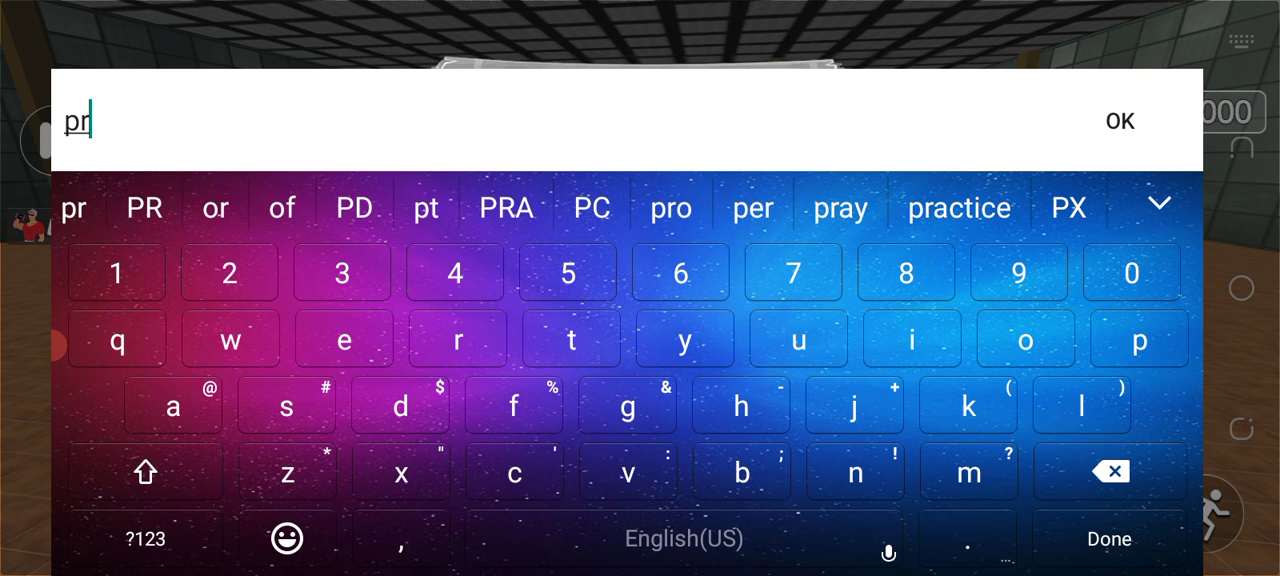 pr OK
000
pr PR or of PD pt PRA PC pro per pray practice PX
1 2 3 4 5 6 7 8 9 0
q w e r t y u i o p
@ # $ % & - + ( )
a s d f g h j k l
* " ' : ; ! ?
z x c v b n m
?123 , English(US) . ... Done